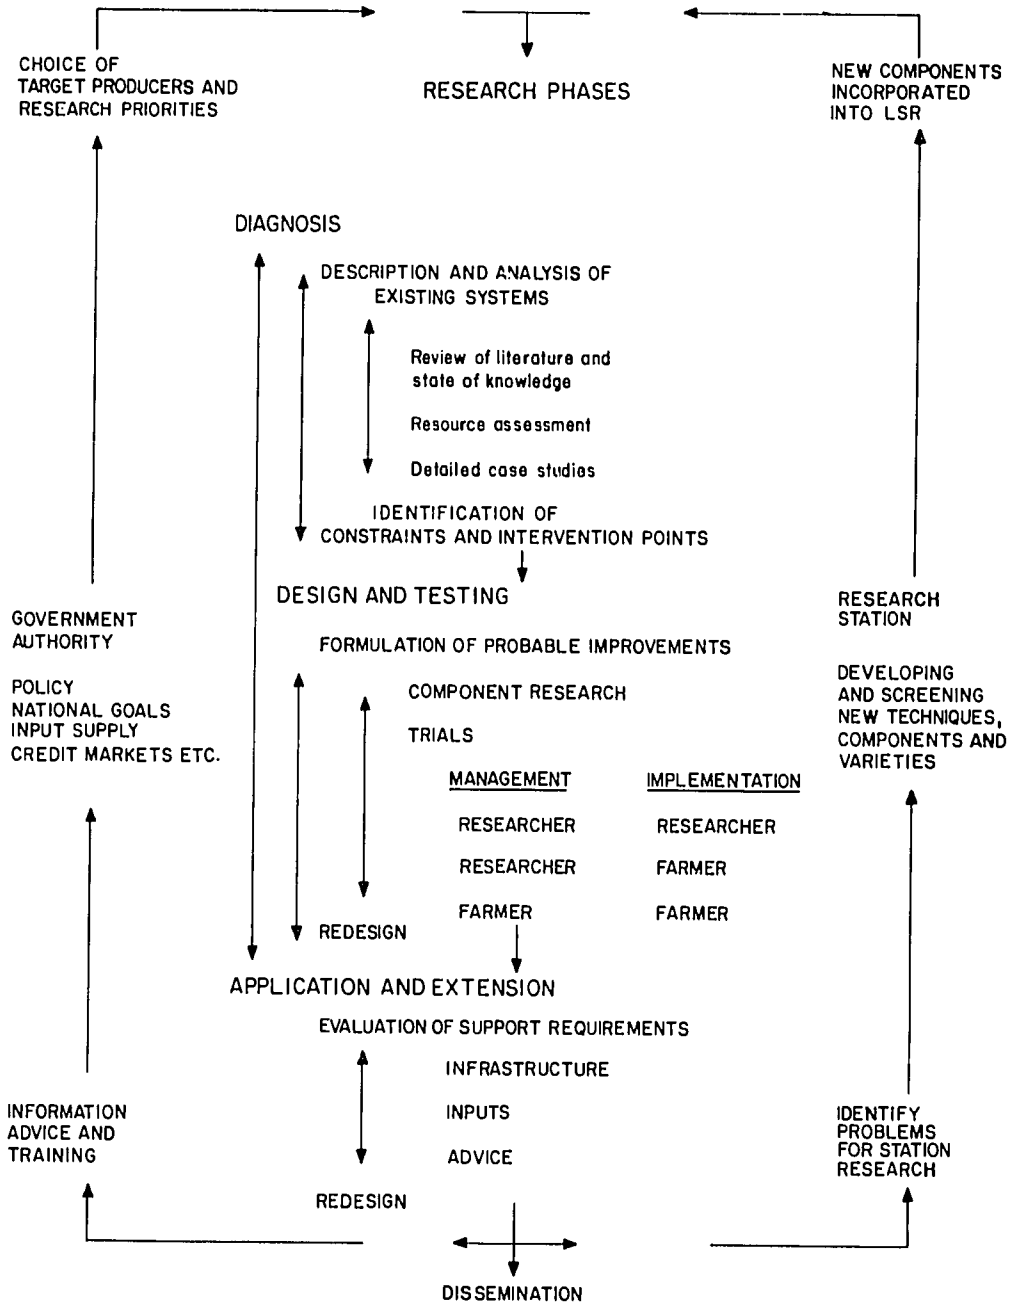 CHOICE OF
TARGET PRODUCERS AND
RESEARCH PRIORITIES
RESEARCH PHASES
NEW COMPONENTS
INCORPORATED
INTO LSR
DIAGNOSIS
DESCRIPTION AND ANALYSIS OF
EXISTING SYSTEMS
Review of literature and
state of knowledge
Resource assessment
Detailed case studies
IDENTIFICATION OF
CONSTRAINTS AND INTERVENTION POINTS
DESIGN AND TESTING
FORMULATION OF PROBABLE IMPROVEMENTS
COMPONENT RESEARCH
TRIALS
MANAGEMENT IMPLEMENTATION
RESEARCHER RESEARCHER
RESEARCHER FARMER
FARMER FARMER
REDESIGN
GOVERNMENT
AUTHORITY
POLICY
NATIONAL GOALS
INPUT SUPPLY
CREDIT MARKETS ETC.
RESEARCH
STATION
DEVELOPING
AND SCREENING
NEW TECHNIQUES,
COMPONENTS AND
VARIETIES
APPLICATION AND EXTENSION
EVALUATION OF SUPPORT REQUIREMENTS
INFRASTRUCTURE
INPUTS
ADVICE
REDESIGN
INFORMATION
ADVICE AND
TRAINING
IDENTIFY
PROBLEMS
FOR STATION
RESEARCH
DISSEMINATION